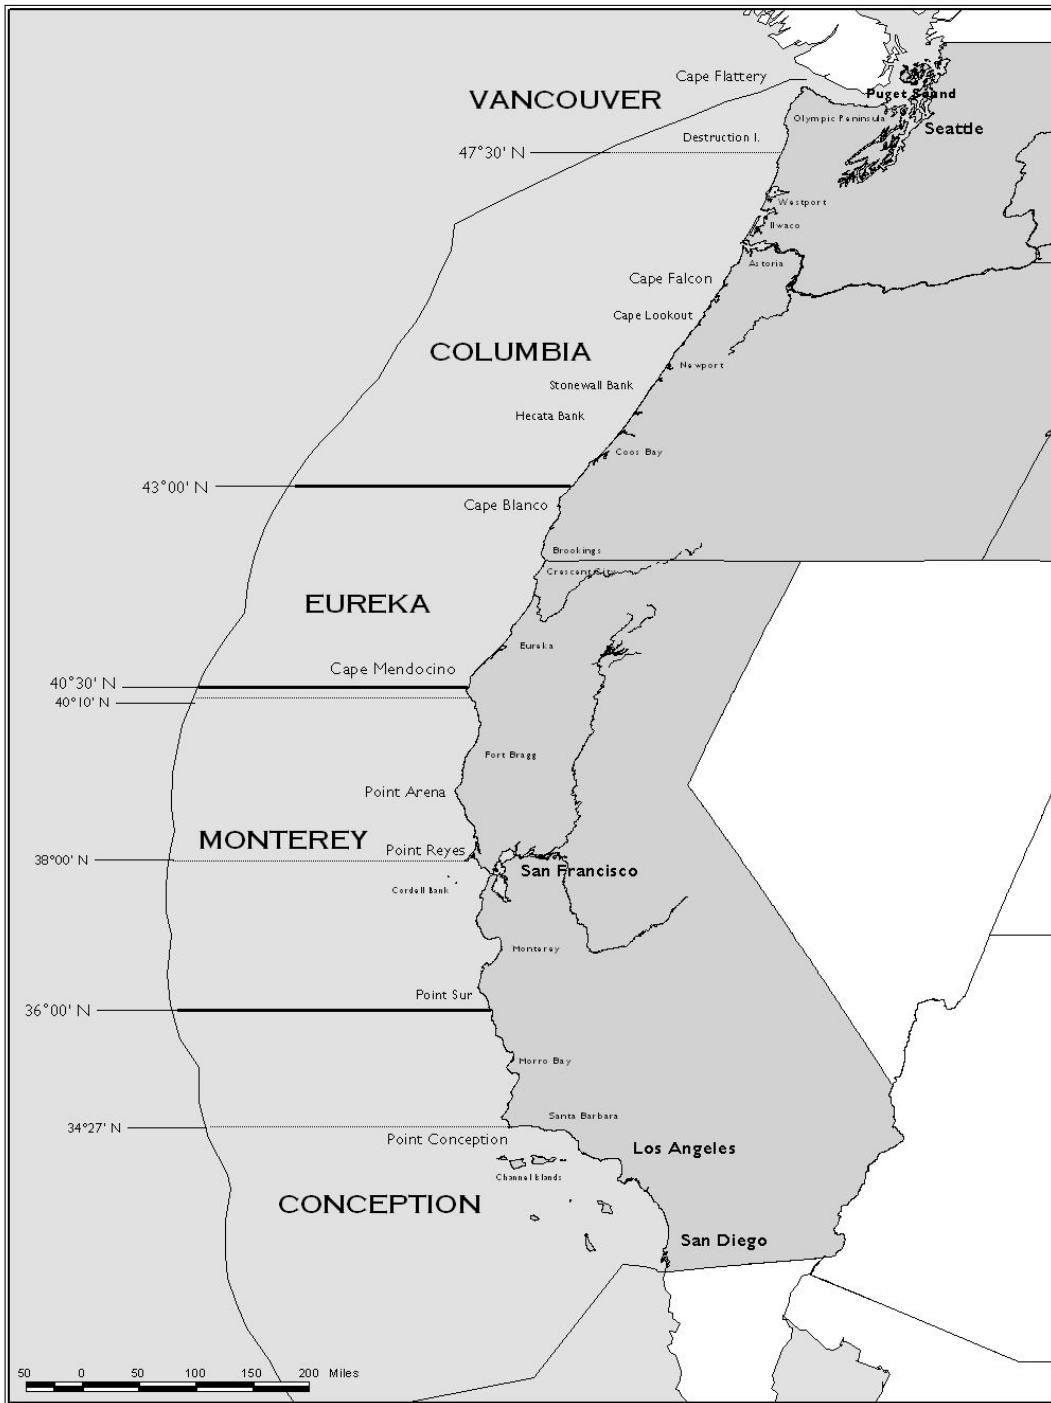 Cape Flattery
VANCOUVER
Puget Sound
Olympic Peninsula
Seattle
Destruction I.
47°30' N
Westport
Ilwaco
Astoria
Cape Falcon
Cape Lookout
COLUMBIA
Newport
Stonewall Bank
Hecata Bank
Coos Bay
43°00' N
Cape Blanco
Brookings
Crescent City
EUREKA
Eureka
Cape Mendocino
40°30' N
40°10' N
Fort Bragg
Point Arena
MONTEREY
Point Reyes
38°00' N
San Francisco
Cordell Bank
Monterey
Point Sur
36°00' N
Morro Bay
Santa Barbara
34°27' N
Point Conception
Los Angeles
Channel Islands
CONCEPTION
San Diego
50 0 50 100 150 200 Miles